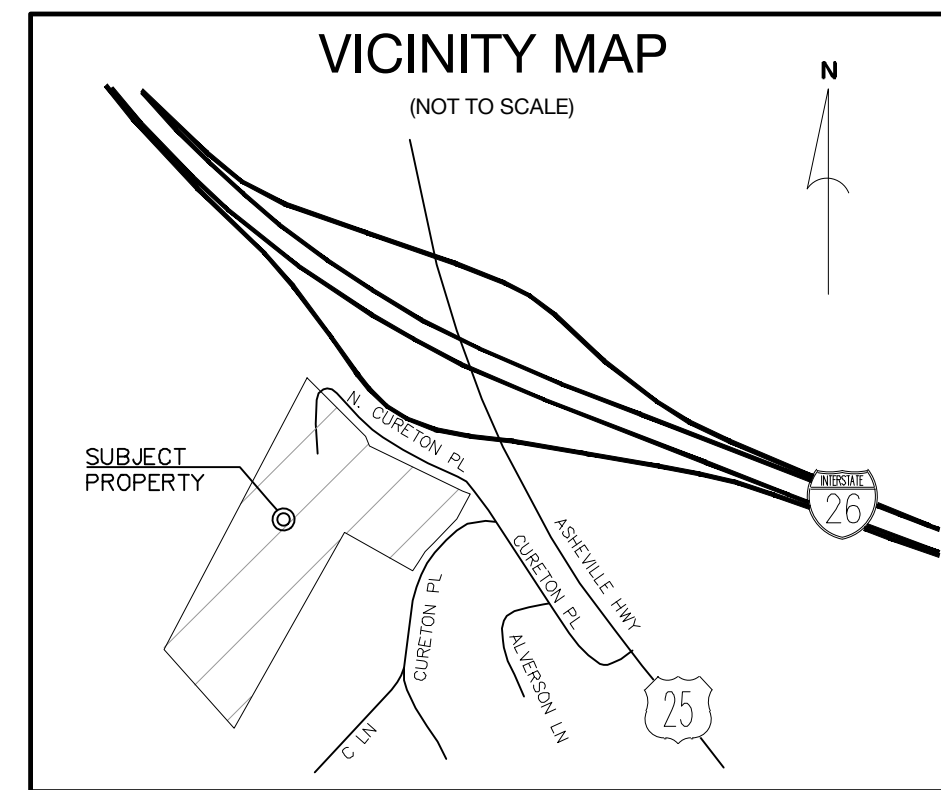 VICINITY MAP
(NOT TO SCALE)
N
N. CURETON PL
SUBJECT
PROPERTY
INTERSTATE
26
ASHEVILLE HWY
CURETON PL
CURETON PL
ALVERSON LN
25
C LN